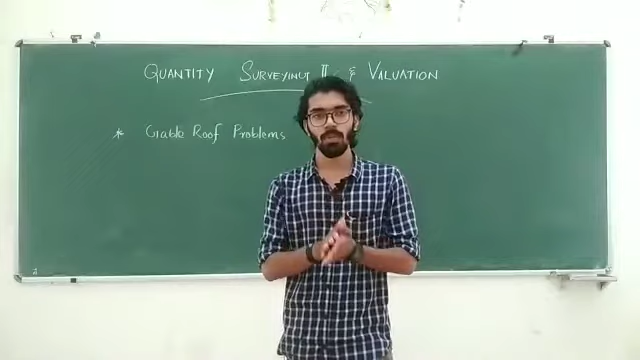 QUANTITY SURVEYING II & VALUATION
* Gable Roof Problems